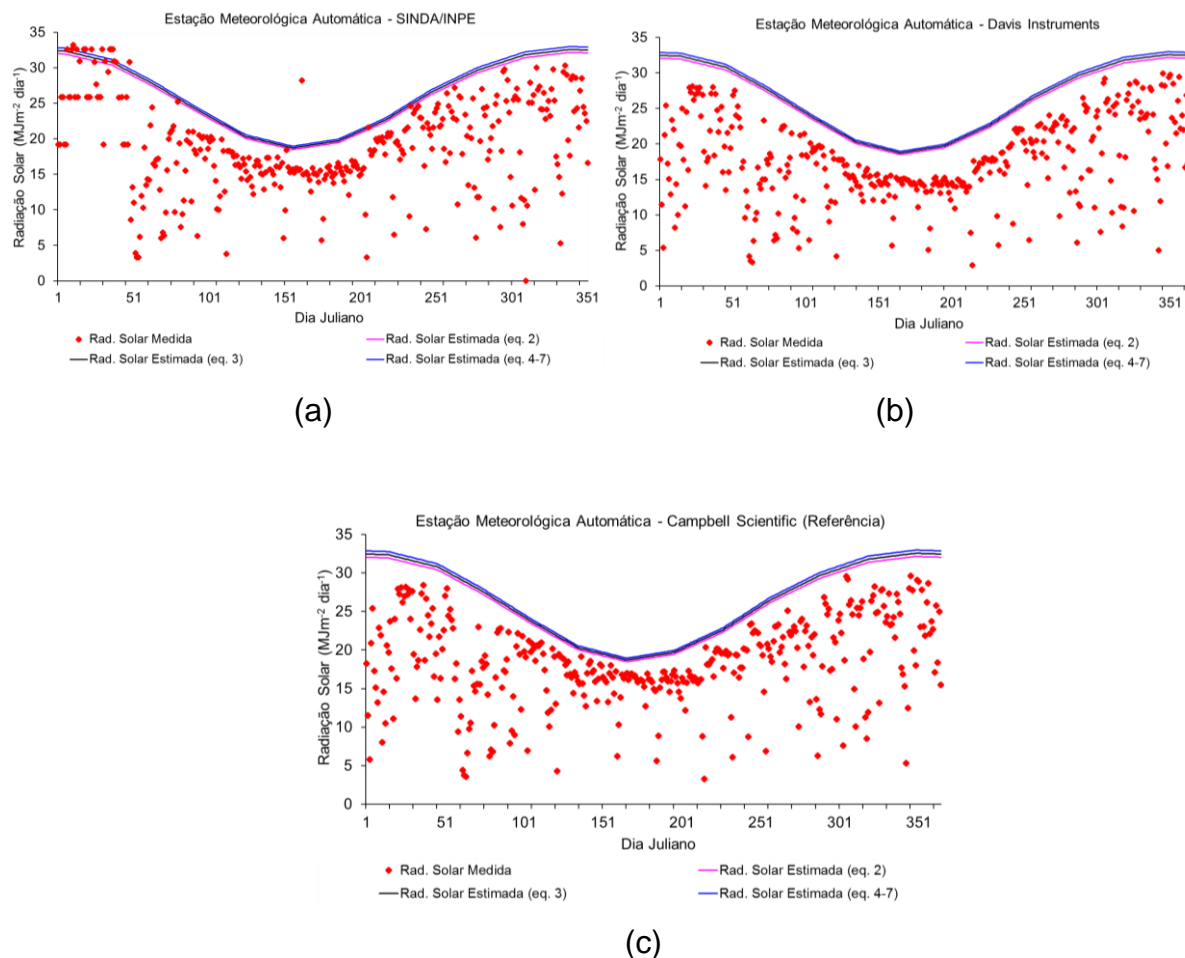 Estação Meteorológica Automática - SINDA/INPE
35
30
25
20
15
10
5
0
Radiação Solar (MJm⁻² dia⁻¹)
1 51 101 151 201 251 301 351
Dia Juliano
Rad. Solar Medida
Rad. Solar Estimada (eq. 2)
Rad. Solar Estimada (eq. 3)
Rad. Solar Estimada (eq. 4-7)
(a)
Estação Meteorológica Automática - Davis Instruments
35
30
25
20
15
10
5
0
Radiação Solar (MJm⁻² dia⁻¹)
1 51 101 151 201 251 301 351
Dia Juliano
Rad. Solar Medida
Rad. Solar Estimada (eq. 2)
Rad. Solar Estimada (eq. 3)
Rad. Solar Estimada (eq. 4-7)
(b)
Estação Meteorológica Automática - Campbell Scientific (Referência)
35
30
25
20
15
10
5
0
Radiação Solar (MJm⁻² dia⁻¹)
1 51 101 151 201 251 301 351
Dia Juliano
Rad. Solar Medida
Rad. Solar Estimada (eq. 2)
Rad. Solar Estimada (eq. 3)
Rad. Solar Estimada (eq. 4-7)
(c)